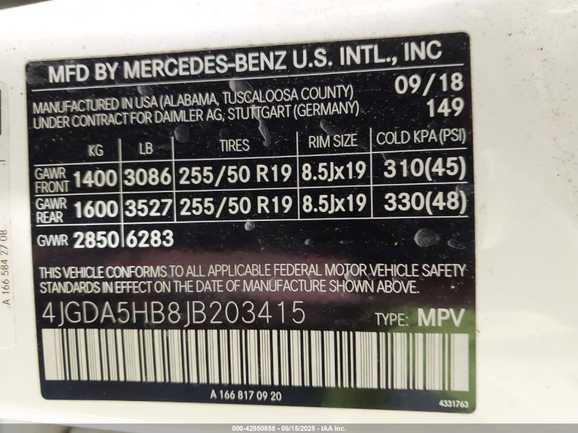 MFD BY MERCEDES-BENZ U.S. INTL., INC
MANUFACTURED IN USA (ALABAMA, TUSCALOOSA COUNTY) 09/18
UNDER CONTRACT FOR DAIMLER AG, STUTTGART (GERMANY) 149
KG LB TIRES RIM SIZE COLD KPA(PSI)
GAWR FRONT 1400 3086 255/50 R19 8.5Jx19 310(45)
GAWR REAR 1600 3527 255/50 R19 8.5Jx19 330(48)
GVWR 2850 6283
THIS VEHICLE CONFORMS TO ALL APPLICABLE FEDERAL MOTOR VEHICLE SAFETY
STANDARDS IN EFFECT ON THE DATE OF MANUFACTURE SHOWN ABOVE.
4JGDA5HB8JB203415 TYPE: MPV
A 166 817 09 20
4331763
A 166 584 27 08
000-42950858 - 09/15/2025 - IAA Inc.